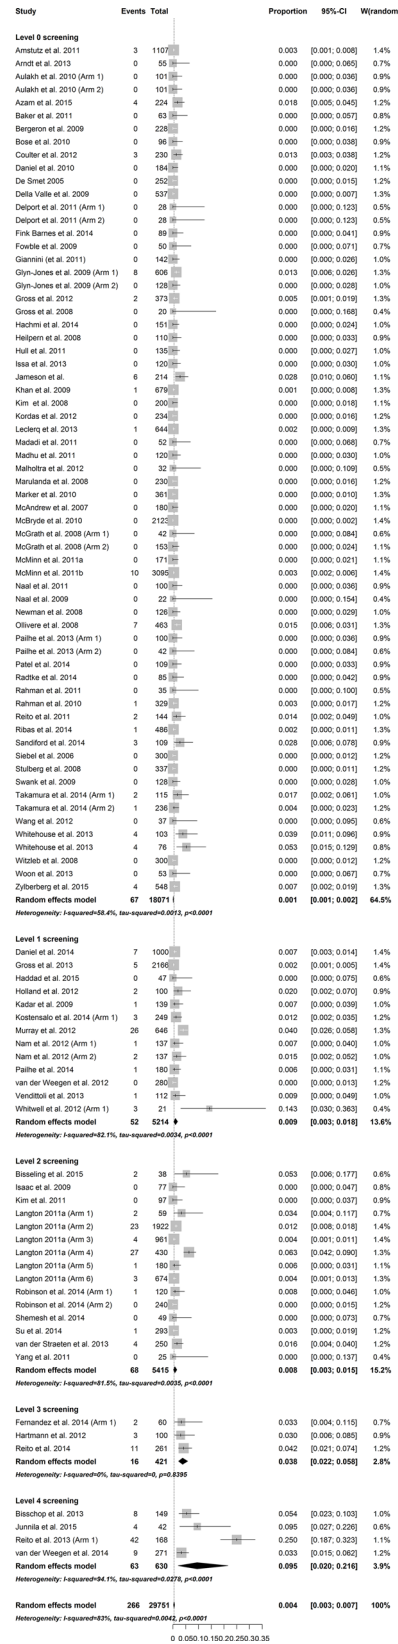 Study Events Total Proportion 95%-CI W(random
Level 0 screening
Amstutz et al. 2011 3 1107 0.003 [0.001; 0.008] 1.4%
Arndt et al. 2013 0 55 0.000 [0.000; 0.065] 0.7%
Aulakh et al. 2010 (Arm 1) 0 101 0.000 [0.000; 0.036] 1.0%
Aulakh et al. 2010 (Arm 2) 0 101 0.000 [0.000; 0.036] 1.0%
Azam et al. 2015 4 224 0.018 [0.005; 0.045] 1.2%
Baker et al. 2011 0 63 0.000 [0.000; 0.057] 0.8%
Bergeron et al. 2009 0 228 0.000 [0.000; 0.016] 1.2%
Bose et al. 2010 0 96 0.000 [0.000; 0.038] 1.0%
Coulter et al. 2012 3 230 0.013 [0.003; 0.038] 1.2%
Daniel et al. 2010 0 184 0.000 [0.000; 0.020] 1.2%
De Smet 2005 0 252 0.000 [0.000; 0.015] 1.2%
Della Valle et al. 2009 0 537 0.000 [0.000; 0.007] 1.3%
Delport et al. 2011 (Arm 1) 0 28 0.000 [0.000; 0.123] 0.5%
Delport et al. 2011 (Arm 2) 0 28 0.000 [0.000; 0.123] 0.5%
Fink Barnes et al. 2014 0 89 0.000 [0.000; 0.041] 0.9%
Fowble et al. 2009 0 50 0.000 [0.000; 0.071] 0.7%
Giannini (et al. 2011) 0 142 0.000 [0.000; 0.026] 1.1%
Glyn-Jones et al. 2009 (Arm 1) 8 606 0.013 [0.006; 0.026] 1.3%
Glyn-Jones et al. 2009 (Arm 2) 0 128 0.000 [0.000; 0.028] 1.1%
Gross et al. 2012 2 373 0.005 [0.001; 0.019] 1.3%
Gross et al. 2008 0 20 0.000 [0.000; 0.168] 0.4%
Hachmi et al. 2014 0 151 0.000 [0.000; 0.024] 1.1%
Heilpern et al. 2008 0 110 0.000 [0.000; 0.033] 1.0%
Hull et al. 2011 0 135 0.000 [0.000; 0.027] 1.1%
Issa et al. 2013 0 120 0.000 [0.000; 0.030] 1.1%
Jameson et al. 6 214 0.028 [0.010; 0.060] 1.2%
Khan et al. 2009 1 679 0.001 [0.000; 0.008] 1.3%
Kim et al. 2008 0 200 0.000 [0.000; 0.018] 1.2%
Kordas et al. 2012 0 234 0.000 [0.000; 0.016] 1.2%
Leclerq et al. 2013 1 644 0.002 [0.000; 0.009] 1.3%
Madadi et al. 2011 0 52 0.000 [0.000; 0.068] 0.7%
Madhu et al. 2011 0 120 0.000 [0.000; 0.030] 1.1%
Malholtra et al. 2012 0 32 0.000 [0.000; 0.109] 0.5%
Marulanda et al. 2008 0 230 0.000 [0.000; 0.016] 1.2%
Marker et al. 2010 0 361 0.000 [0.000; 0.010] 1.3%
McAndrew et al. 2007 0 180 0.000 [0.000; 0.020] 1.2%
McBryde et al. 2010 0 2123 0.000 [0.000; 0.002] 1.4%
McGrath et al. 2008 (Arm 1) 0 42 0.000 [0.000; 0.084] 0.6%
McGrath et al. 2008 (Arm 2) 0 153 0.000 [0.000; 0.024] 1.1%
McMinn et al. 2011a 0 171 0.000 [0.000; 0.021] 1.1%
McMinn et al. 2011b 10 3095 0.003 [0.002; 0.006] 1.4%
Naal et al. 2011 0 100 0.000 [0.000; 0.036] 1.0%
Naal et al. 2009 0 22 0.000 [0.000; 0.154] 0.4%
Newman et al. 2008 0 126 0.000 [0.000; 0.029] 1.1%
Ollivere et al. 2008 7 463 0.015 [0.006; 0.031] 1.3%
Pailhe et al. 2013 (Arm 1) 0 100 0.000 [0.000; 0.036] 1.0%
Pailhe et al. 2013 (Arm 2) 0 42 0.000 [0.000; 0.084] 0.6%
Patel et al. 2014 0 109 0.000 [0.000; 0.033] 1.0%
Radtke et al. 2014 0 85 0.000 [0.000; 0.042] 0.9%
Rahman et al. 2011 0 35 0.000 [0.000; 0.100] 0.5%
Rahman et al. 2010 1 329 0.003 [0.000; 0.017] 1.3%
Reito et al. 2011 2 144 0.014 [0.002; 0.049] 1.1%
Ribas et al. 2014 1 486 0.002 [0.000; 0.011] 1.3%
Sandiford et al. 2014 3 109 0.028 [0.006; 0.078] 1.0%
Siebel et al. 2006 0 300 0.000 [0.000; 0.012] 1.2%
Stulberg et al. 2008 0 337 0.000 [0.000; 0.011] 1.3%
Swank et al. 2009 0 128 0.000 [0.000; 0.028] 1.1%
Takamura et al. 2014 (Arm 1) 2 115 0.017 [0.002; 0.061] 1.0%
Takamura et al. 2014 (Arm 2) 1 236 0.004 [0.000; 0.023] 1.2%
Wang et al. 2012 0 37 0.000 [0.000; 0.095] 0.6%
Whitehouse et al. 2013 4 103 0.039 [0.011; 0.096] 1.0%
Whitehouse et al. 2013 4 76 0.053 [0.015; 0.129] 0.9%
Witzleb et al. 2008 0 300 0.000 [0.000; 0.012] 1.2%
Woon et al. 2013 0 53 0.000 [0.000; 0.067] 0.7%
Zylberberg et al. 2015 4 548 0.007 [0.002; 0.019] 1.3%
Random effects model 67 18071 0.001 [0.001; 0.002] 64.5%
Heterogeneity: I-squared=58.4%, tau-squared=0.0013, p<0.0001
Level 1 screening
Daniel et al. 2014 7 1000 0.007 [0.003; 0.014] 1.4%
Gross et al. 2013 5 2166 0.002 [0.001; 0.005] 1.4%
Haddad et al. 2015 0 47 0.000 [0.000; 0.075] 0.6%
Holland et al. 2012 2 100 0.020 [0.002; 0.070] 1.0%
Kadar et al. 2009 1 139 0.007 [0.000; 0.039] 1.1%
Kostensalo et al. 2014 (Arm 1) 3 249 0.012 [0.002; 0.035] 1.2%
Murray et al. 2012 26 646 0.040 [0.026; 0.058] 1.3%
Nam et al. 2012 (Arm 1) 1 137 0.007 [0.000; 0.040] 1.1%
Nam et al. 2012 (Arm 2) 2 137 0.015 [0.002; 0.052] 1.1%
Pailhe et al. 2014 1 180 0.006 [0.000; 0.031] 1.2%
van der Weegen et al. 2012 0 280 0.000 [0.000; 0.013] 1.2%
Vendittoli et al. 2013 1 112 0.009 [0.000; 0.049] 1.0%
Whitwell et al. 2012 (Arm 1) 3 21 0.143 [0.030; 0.363] 0.4%
Random effects model 52 5214 0.009 [0.003; 0.018] 13.6%
Heterogeneity: I-squared=82.1%, tau-squared=0.0034, p<0.0001
Level 2 screening
Bisseling et al. 2015 2 38 0.053 [0.006; 0.177] 0.6%
Isaac et al. 2009 0 77 0.000 [0.000; 0.047] 0.8%
Kim et al. 2011 0 97 0.000 [0.000; 0.037] 1.0%
Langton 2011a (Arm 1) 2 59 0.034 [0.004; 0.117] 0.7%
Langton 2011a (Arm 2) 23 1922 0.012 [0.008; 0.018] 1.4%
Langton 2011a (Arm 3) 4 961 0.004 [0.001; 0.011] 1.4%
Langton 2011a (Arm 4) 27 430 0.063 [0.042; 0.090] 1.3%
Langton 2011a (Arm 5) 1 180 0.006 [0.000; 0.031] 1.2%
Langton 2011a (Arm 6) 3 674 0.004 [0.001; 0.013] 1.3%
Robinson et al. 2014 (Arm 1) 1 120 0.008 [0.000; 0.046] 1.1%
Robinson et al. 2014 (Arm 2) 0 240 0.000 [0.000; 0.015] 1.2%
Shemesh et al. 2014 0 49 0.000 [0.000; 0.073] 0.7%
Su et al. 2014 1 293 0.003 [0.000; 0.019] 1.2%
van der Straeten et al. 2013 4 250 0.016 [0.004; 0.040] 1.2%
Yang et al. 2011 0 25 0.000 [0.000; 0.137] 0.4%
Random effects model 68 5415 0.008 [0.003; 0.015] 15.2%
Heterogeneity: I-squared=81.5%, tau-squared=0.0035, p<0.0001
Level 3 screening
Fernandez et al. 2014 (Arm 1) 2 60 0.033 [0.004; 0.115] 0.7%
Hartmann et al. 2012 3 100 0.030 [0.006; 0.085] 1.0%
Reito et al. 2014 11 261 0.042 [0.021; 0.074] 1.2%
Random effects model 16 421 0.038 [0.022; 0.058] 2.8%
Heterogeneity: I-squared=0%, tau-squared=0, p=0.8395
Level 4 screening
Bisschop et al. 2013 8 149 0.054 [0.023; 0.103] 1.1%
Junnila et al. 2015 4 42 0.095 [0.027; 0.226] 0.6%
Reito et al. 2013 (Arm 1) 42 168 0.250 [0.187; 0.323] 1.1%
van der Weegen et al. 2014 9 271 0.033 [0.015; 0.062] 1.2%
Random effects model 63 630 0.095 [0.020; 0.216] 3.9%
Heterogeneity: I-squared=94.1%, tau-squared=0.0278, p<0.0001
Random effects model 266 29751 0.004 [0.003; 0.007] 100%
Heterogeneity: I-squared=83%, tau-squared=0.0042, p<0.0001
0 0.050.10.150.20.250.30.35